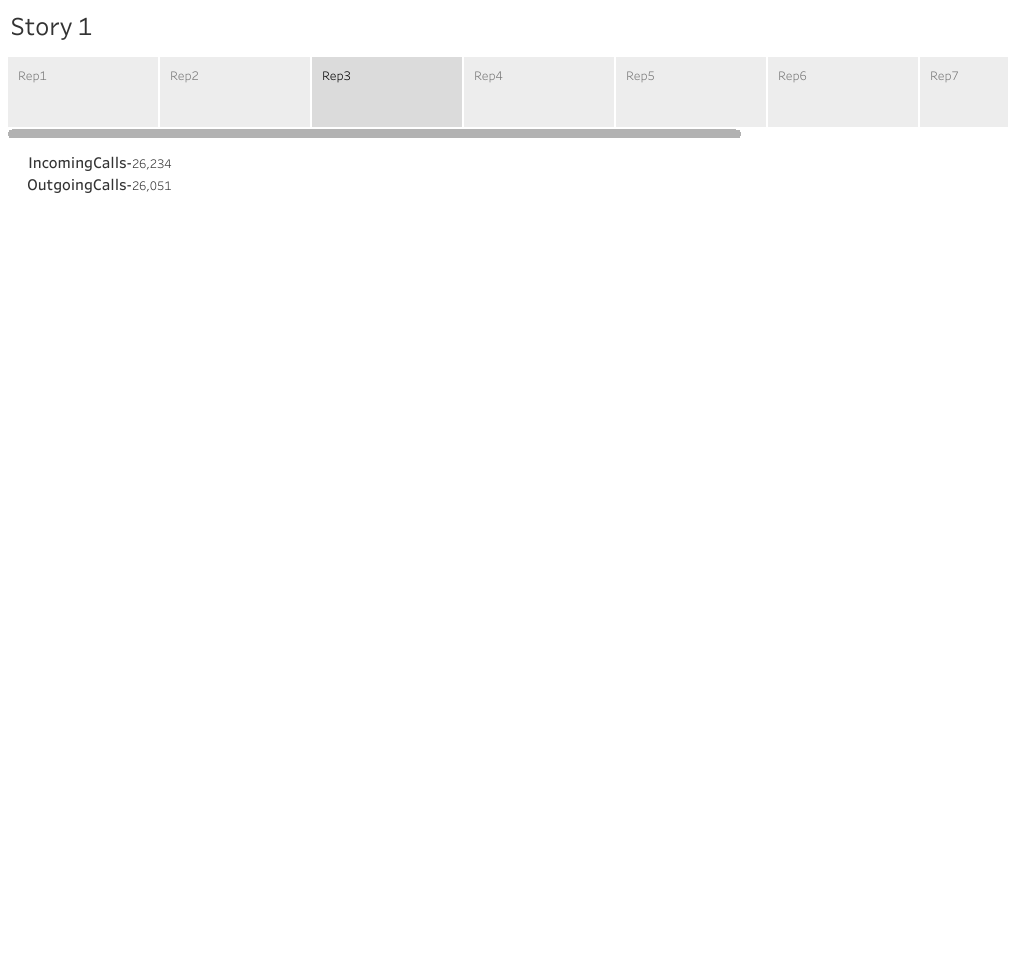 Story 1
Rep1 Rep2 Rep3 Rep4 Rep5 Rep6 Rep7
IncomingCalls-26,234
OutgoingCalls-26,051